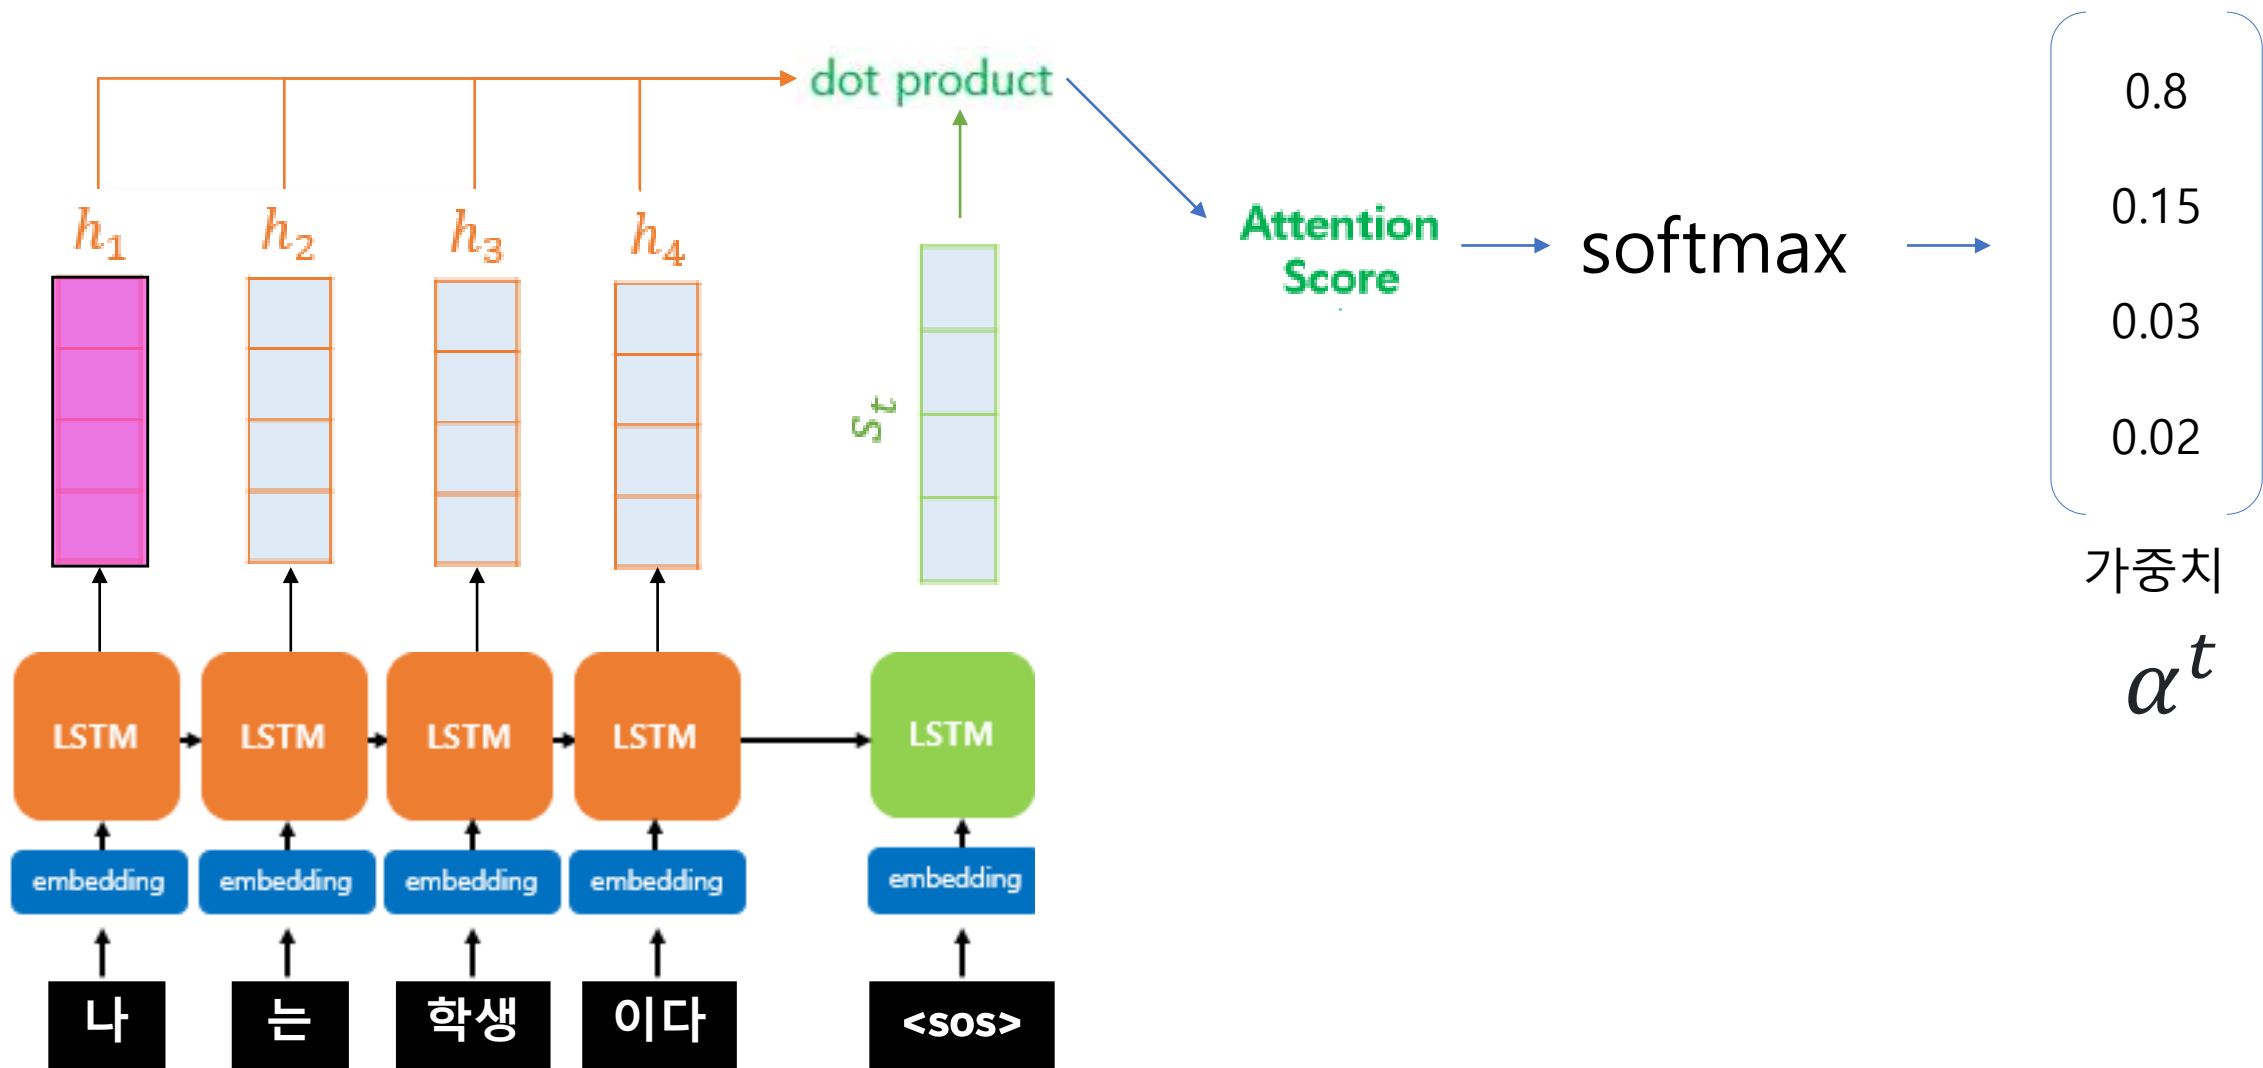 dot product
0.8
0.15
0.03
0.02
h₁ h₂ h₃ h₄
Attention
Score
softmax
sₜ
가중치
αᵗ
LSTM LSTM LSTM LSTM LSTM
embedding embedding embedding embedding embedding
나 는 학생 이다 <sos>